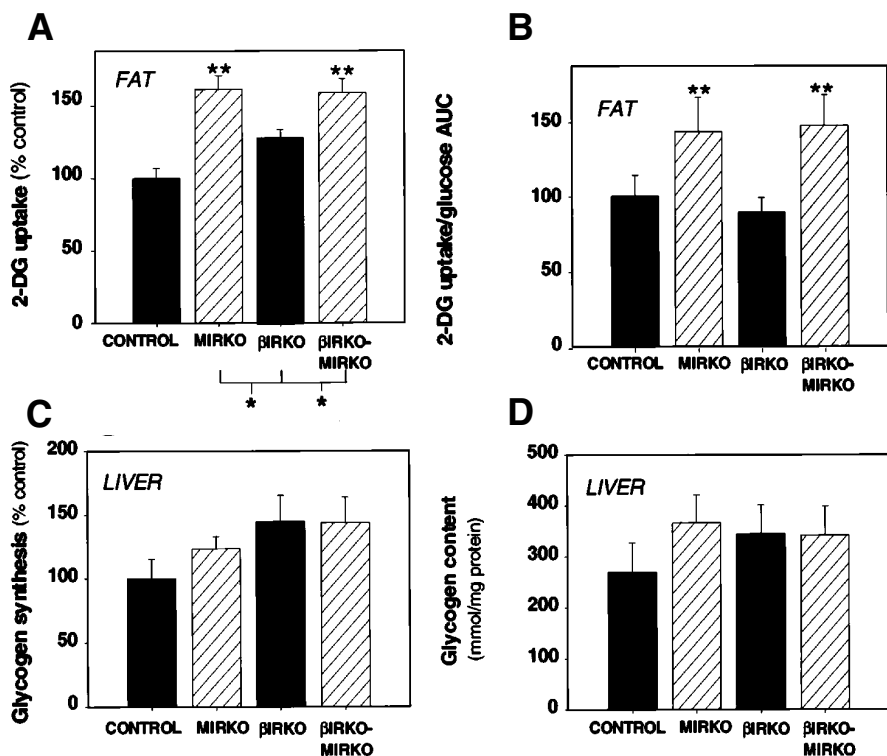 A
2-DG uptake (% control)
FAT
150
100
50
0
** **
CONTROL MIRKO βIRKO βIRKO-
MIRKO
* *
B
2-DG uptake/glucose AUC
FAT
150
100
50
0
** **
CONTROL MIRKO βIRKO βIRKO-
MIRKO
C
Glycogen synthesis (% control)
LIVER
200
150
100
50
0
CONTROL MIRKO βIRKO βIRKO-
MIRKO
D
Glycogen content
(mmol/mg protein)
LIVER
500
400
300
200
100
0
CONTROL MIRKO βIRKO βIRKO-
MIRKO